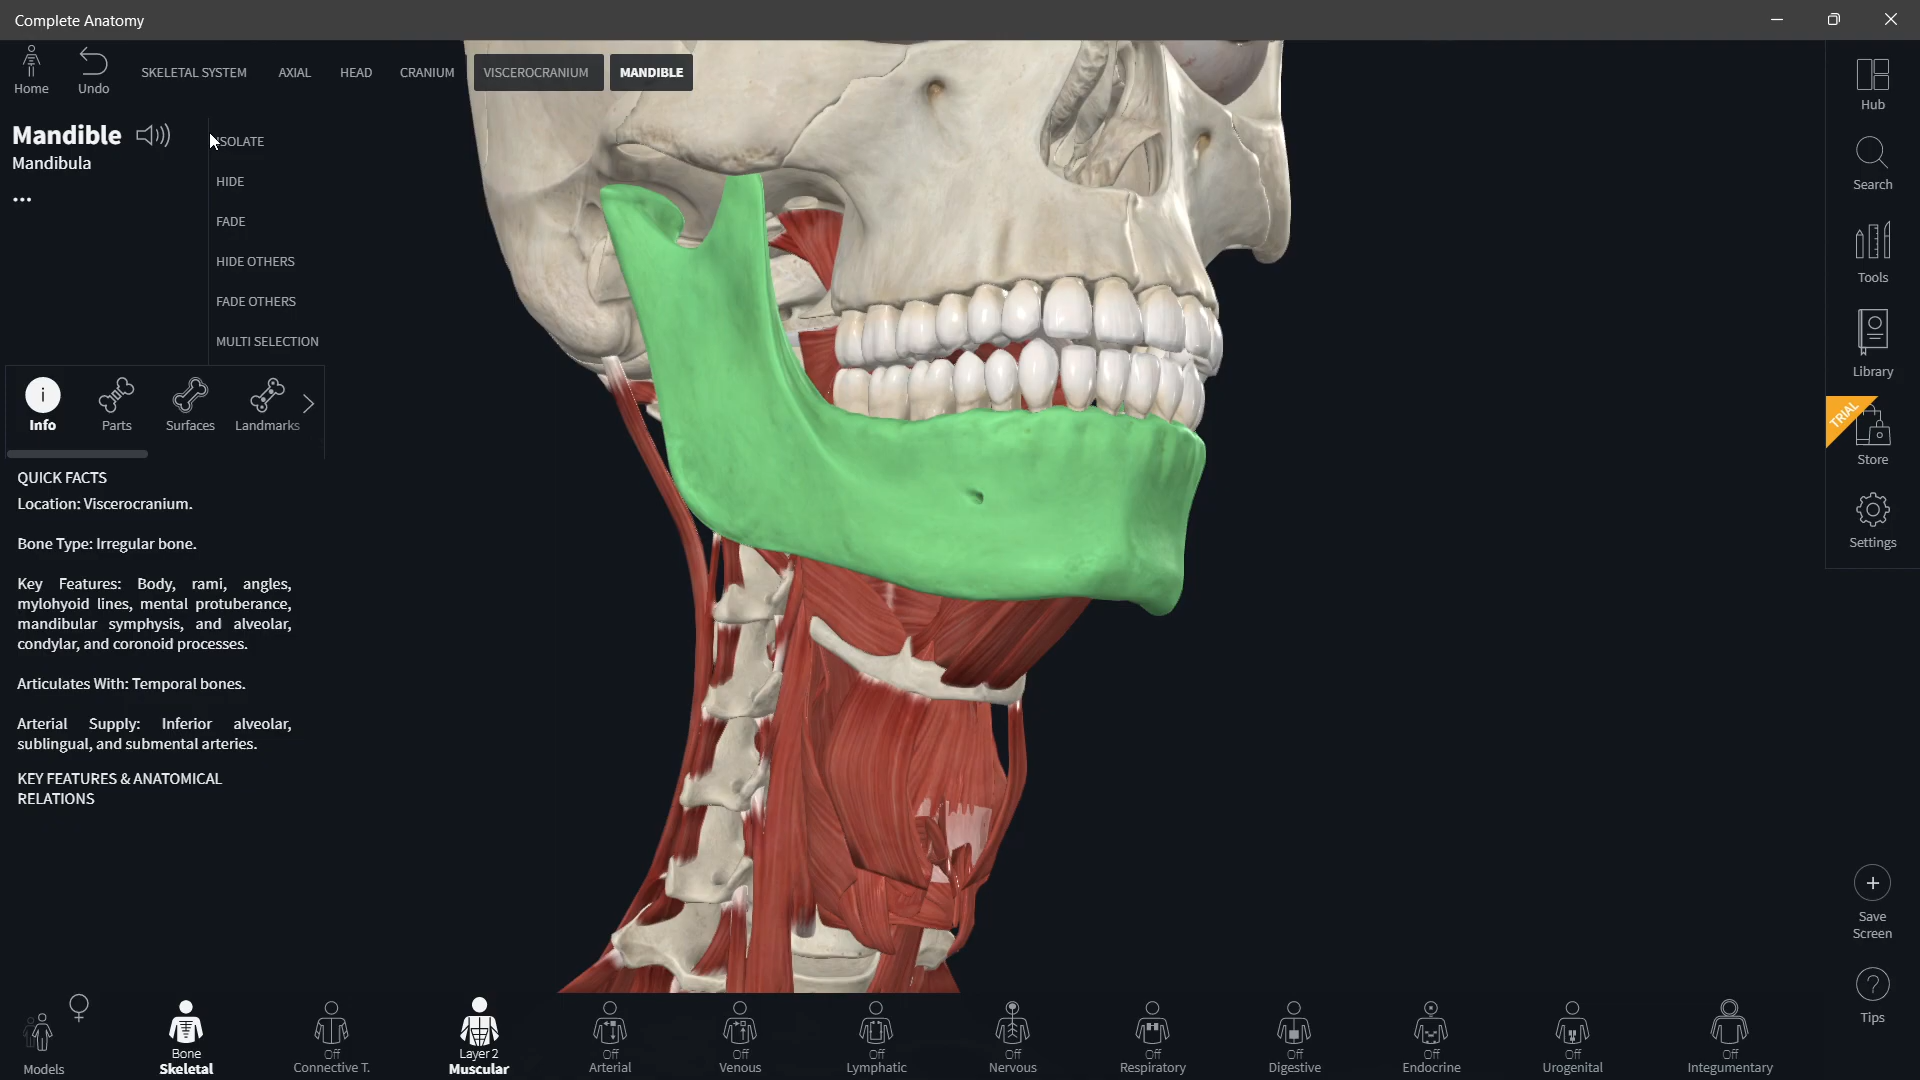 Complete Anatomy
Home
Undo
SKELETAL SYSTEM
AXIAL
HEAD
CRANIUM
VISCEROCRANIUM
MANDIBLE
Mandible
Mandibula
...
ISOLATE
HIDE
FADE
HIDE OTHERS
FADE OTHERS
MULTI SELECTION
Info
Parts
Surfaces
Landmarks
QUICK FACTS
Location: Viscerocranium.
Bone Type: Irregular bone.
Key Features: Body, rami, angles,
mylohyoid lines, mental protuberance,
mandibular symphysis, and alveolar,
condylar, and coronoid processes.
Articulates With: Temporal bones.
Arterial Supply: Inferior alveolar,
sublingual, and submental arteries.
KEY FEATURES & ANATOMICAL
RELATIONS
Hub
Search
Tools
Library
TRIAL
Store
Settings
Save
Screen
Tips
Models
Bone
Skeletal
Off
Connective T.
Layer 2
Muscular
Off
Arterial
Off
Venous
Off
Lymphatic
Off
Nervous
Off
Respiratory
Off
Digestive
Off
Endocrine
Off
Urogenital
Off
Integumentary